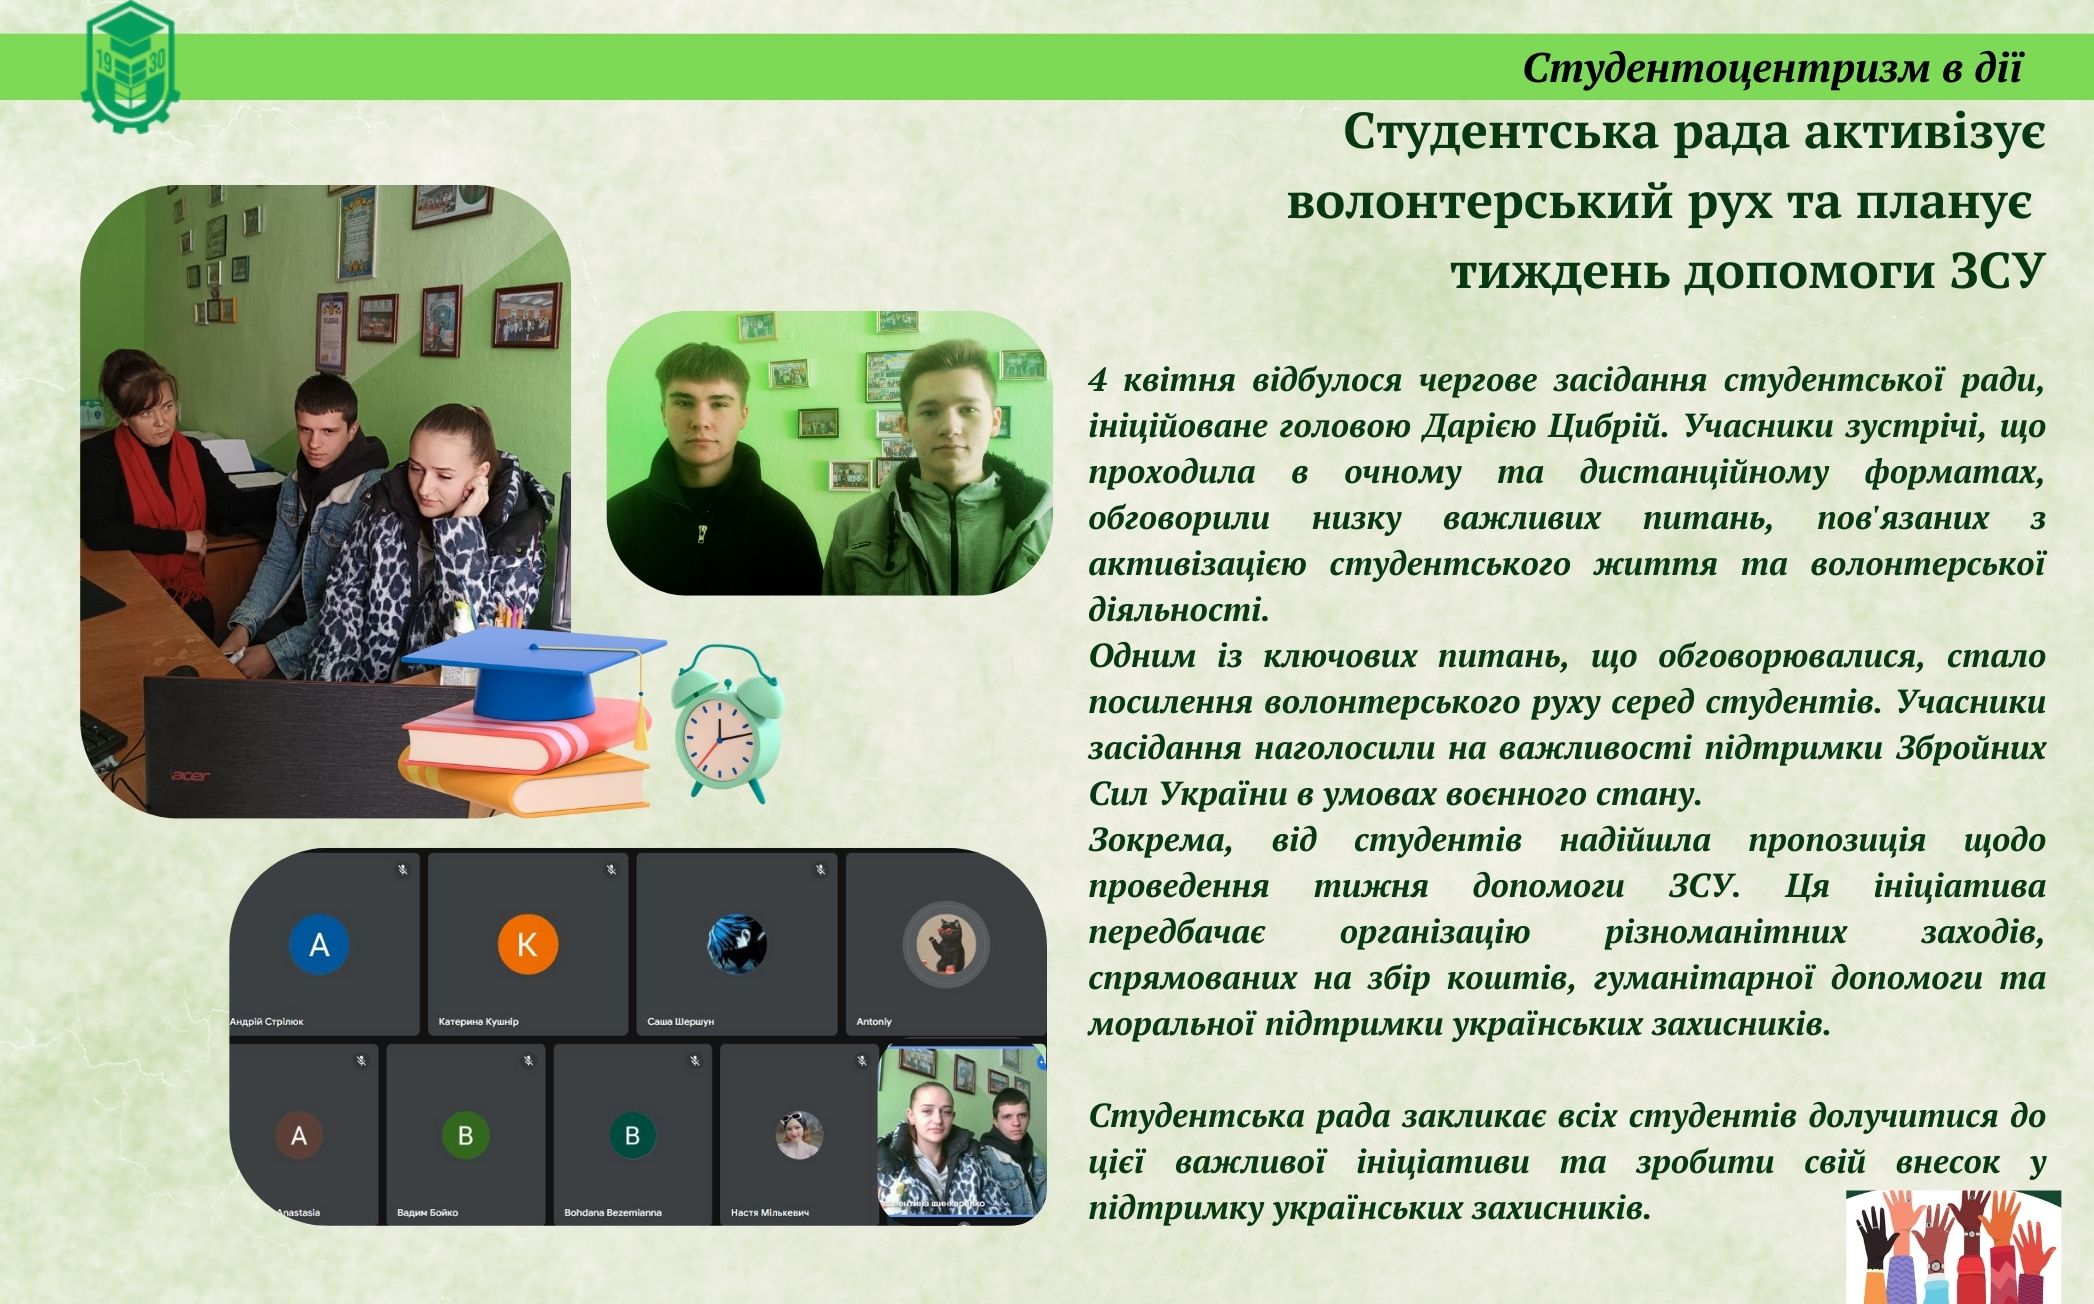 19 30
Студентоцентризм в дії
Студентська рада активізує
волонтерський рух та планує
тиждень допомоги ЗСУ
4 квітня відбулося чергове засідання студентської ради,
ініційоване головою Дарією Цибрій. Учасники зустрічі, що
проходила в очному та дистанційному форматах,
обговорили низку важливих питань, пов'язаних з
активізацією студентського життя та волонтерської
діяльності.
Одним із ключових питань, що обговорювалися, стало
посилення волонтерського руху серед студентів. Учасники
засідання наголосили на важливості підтримки Збройних
Сил України в умовах воєнного стану.
Зокрема, від студентів надійшла пропозиція щодо
проведення тижня допомоги ЗСУ. Ця ініціатива
передбачає організацію різноманітних заходів,
спрямованих на збір коштів, гуманітарної допомоги та
моральної підтримки українських захисників.
Студентська рада закликає всіх студентів долучитися до
цієї важливої ініціативи та зробити свій внесок у
підтримку українських захисників.
acer
А К
Андрій Стрілюк Катерина Кушнір Саша Шершун Antoniy
A В B
Anastasia Вадим Бойко Bohdana Bezemianna Настя Мількевич